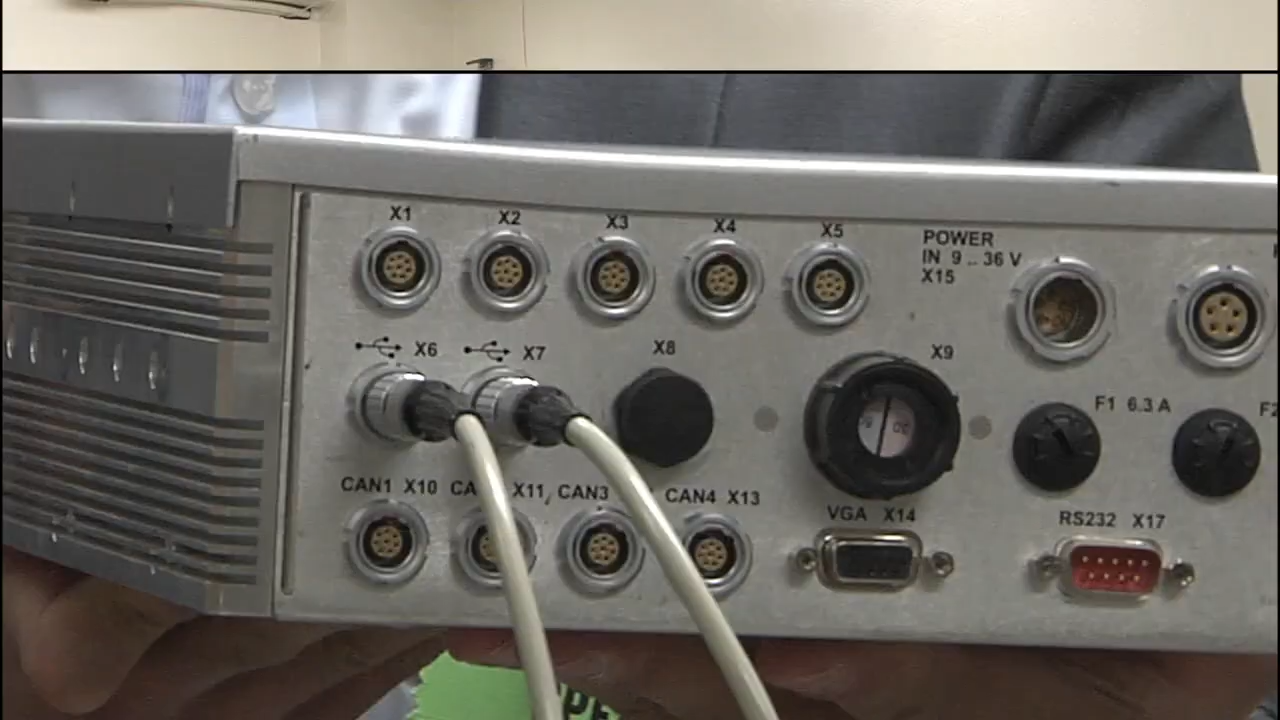 X1 X2 X3 X4 X5
POWER
IN 9 .. 36 V
X15
X6 X7 X8 X9
F1 6.3 A
CAN1 X10 X11 CAN3 CAN4 X13
VGA X14
RS232 X17